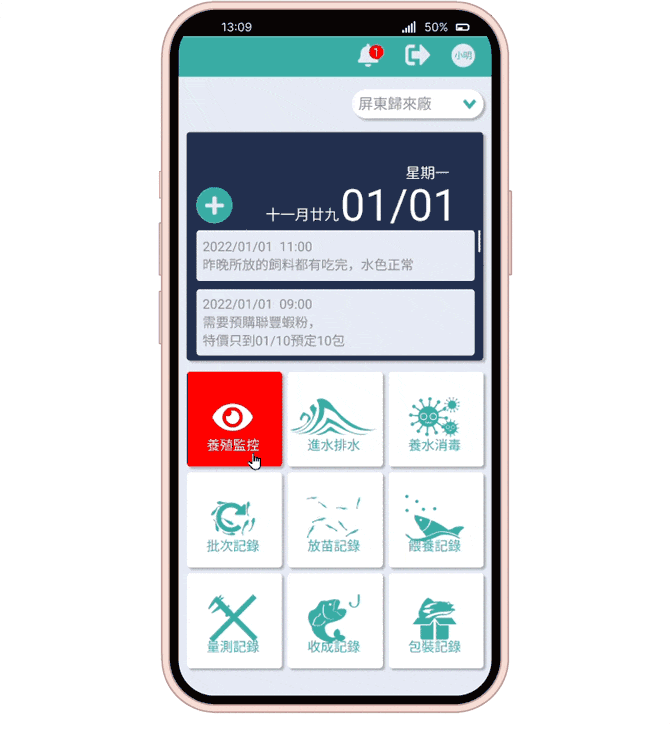 13:09
50%
1
小明
屏東歸來廠
星期一
十一月廿九 01/01
2022/01/01 11:00
昨晚所放的飼料都有吃完，水色正常
2022/01/01 09:00
需要預購聯豐蝦粉，
特價只到01/10預定10包
養殖監控
進水排水
養水消毒
批次記錄
放苗記錄
餵養記錄
量測記錄
收成記錄
包裝記錄